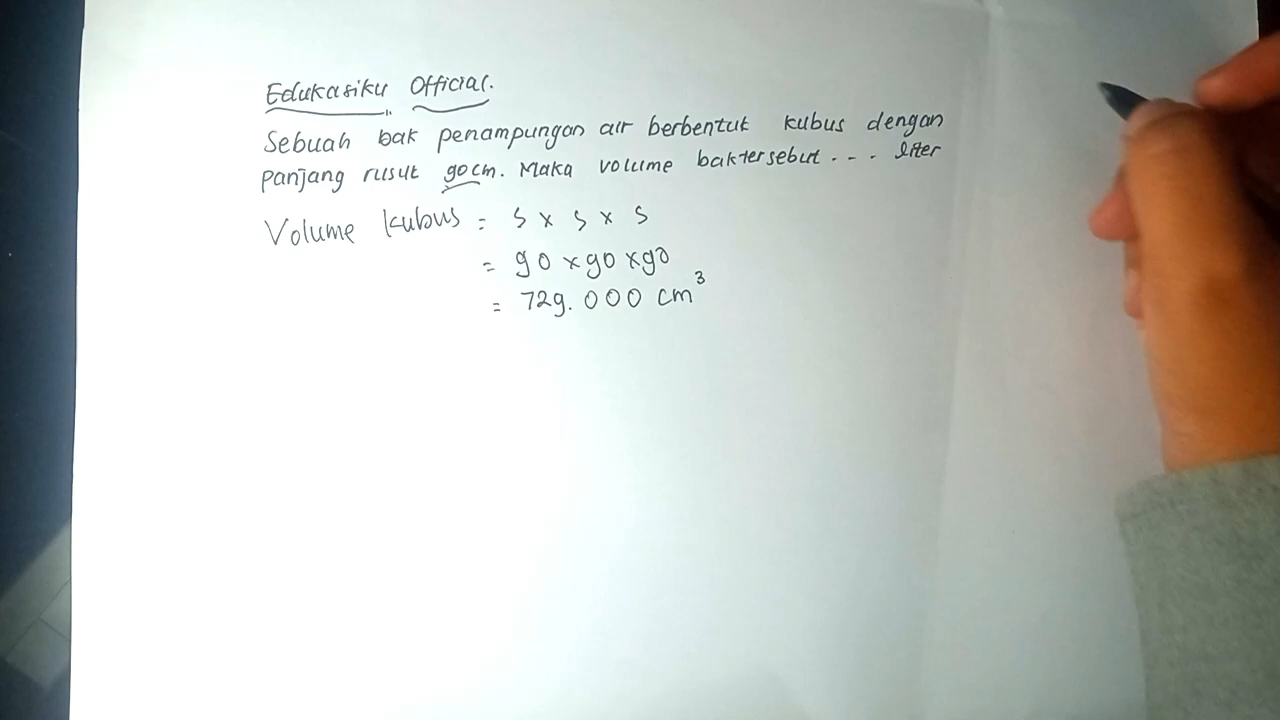 Edukasiku Official.
Sebuah bak penampungan air berbentuk kubus dengan
panjang rusuk 90cm. Maka volume bak tersebut . - - . liter
Volume kubus = s x s x s
= 90 x 90 x 90
= 729.000 cm³